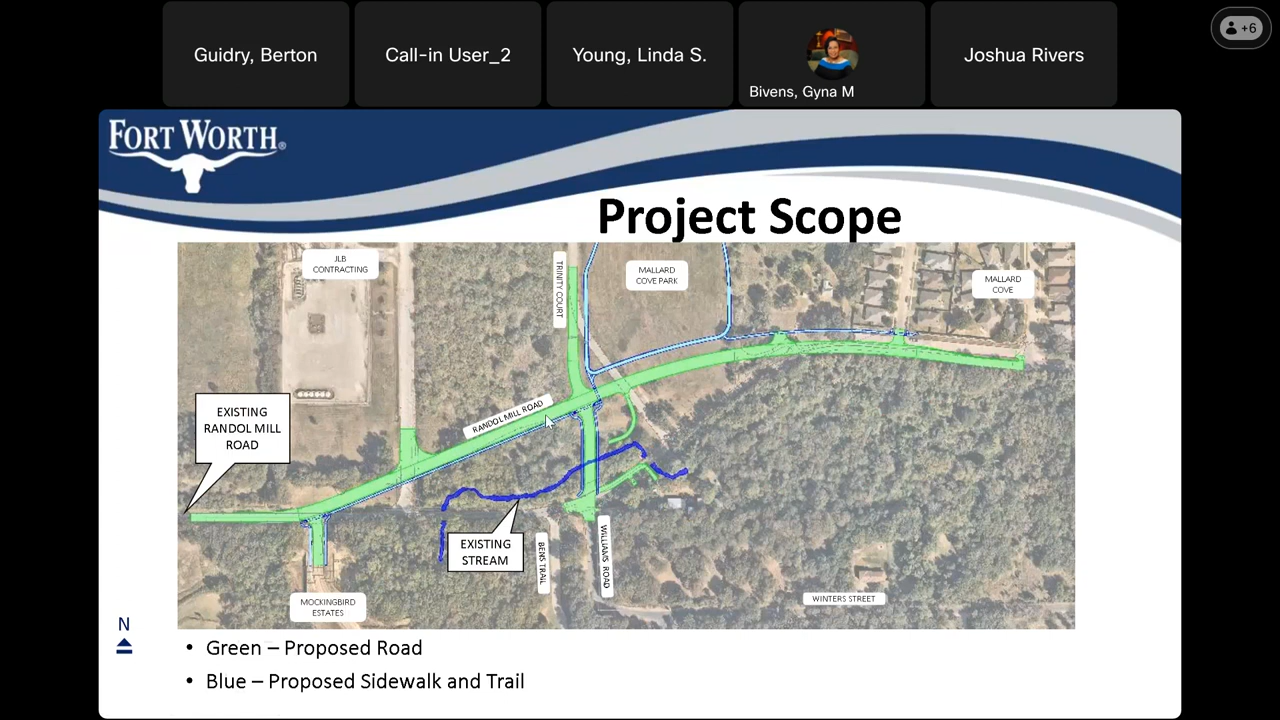 Guidry, Berton
Call-in User_2
Young, Linda S.
Bivens, Gyna M
Joshua Rivers
+6
FORT WORTH®
Project Scope
JLB
CONTRACTING
TRINITY COURT
MALLARD
COVE PARK
MALLARD
COVE
EXISTING
RANDOL MILL
ROAD
RANDOL MILL ROAD
EXISTING
STREAM
BENS TRAIL
WILLIAMS ROAD
WINTERS STREET
MOCKINGBIRD
ESTATES
N
• Green – Proposed Road
• Blue – Proposed Sidewalk and Trail